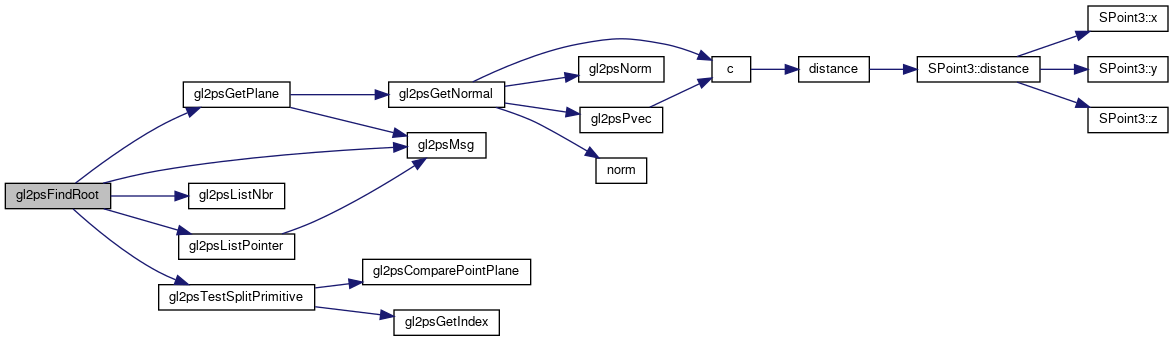 gl2psFindRoot
gl2psGetPlane
gl2psListNbr
gl2psListPointer
gl2psTestSplitPrimitive
gl2psGetNormal
gl2psMsg
gl2psComparePointPlane
gl2psGetIndex
gl2psNorm
gl2psPvec
norm
c
distance
SPoint3::distance
SPoint3::x
SPoint3::y
SPoint3::z